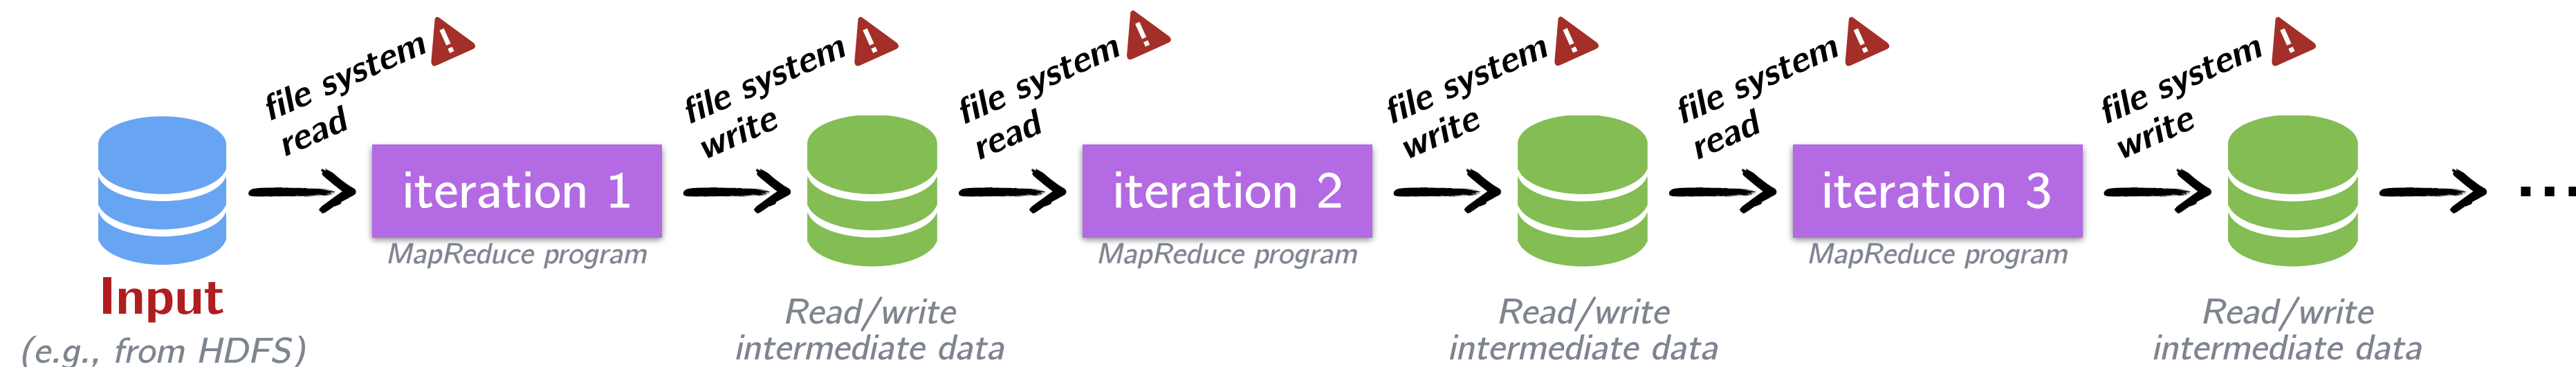 file system
read
file system
write
file system
read
file system
write
file system
read
file system
write
iteration 1
iteration 2
iteration 3
...
MapReduce program
MapReduce program
MapReduce program
Input
(e.g., from HDFS)
Read/write
intermediate data
Read/write
intermediate data
Read/write
intermediate data